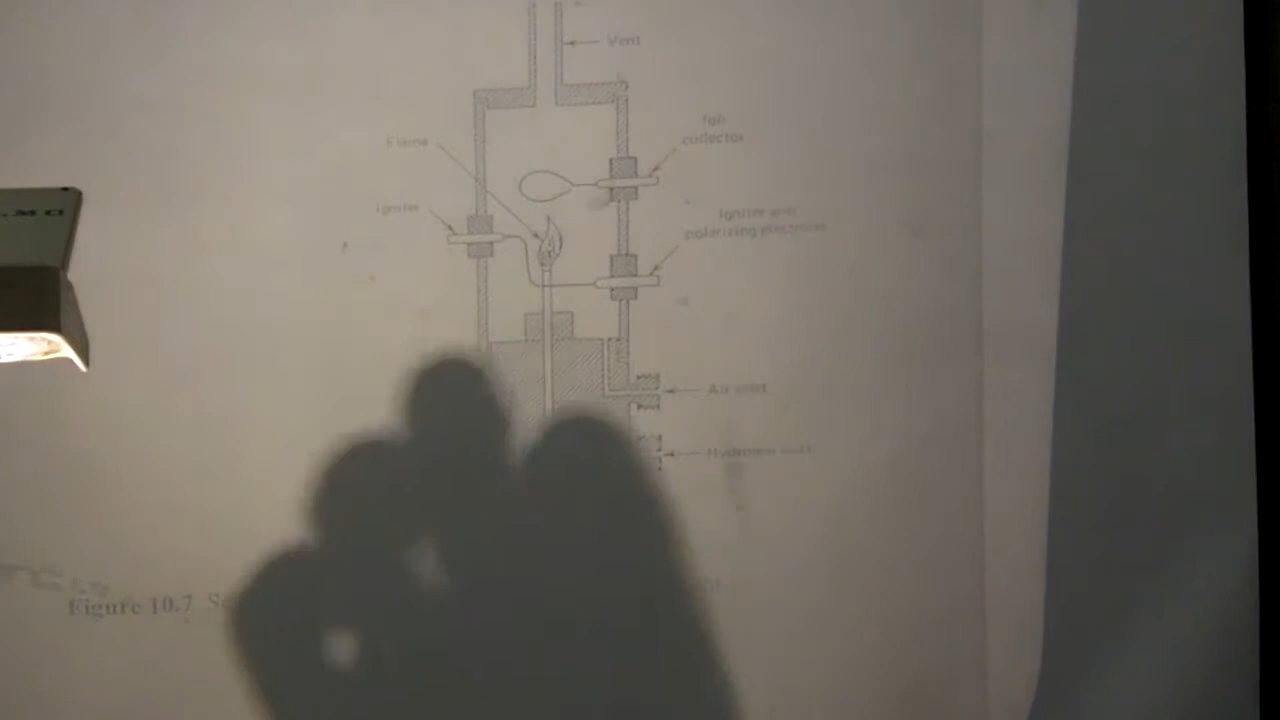 Vent
Ion
collector
Flame
Igniter
Igniter and
polarizing electrode
Air inlet
Hydrogen inlet
Figure 10.7